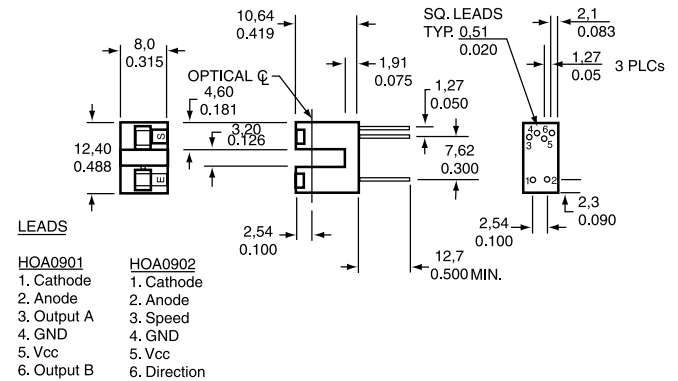 10,64
0.419
SQ. LEADS
TYP. 0,51
0.020
2,1
0.083
8,0
0.315
1,91
0.075
1,27
0.05
3 PLCs
OPTICAL ℄
4,60
0.181
1,27
0.050
3,20
0.126
S
12,40
0.488
E
7,62
0.300
4 6
3 5
1 2
2,54
0.100
2,54
0.100
2,3
0.090
12,7
0.500 MIN.
LEADS
HOA0901
1. Cathode
2. Anode
3. Output A
4. GND
5. Vcc
6. Output B
HOA0902
1. Cathode
2. Anode
3. Speed
4. GND
5. Vcc
6. Direction